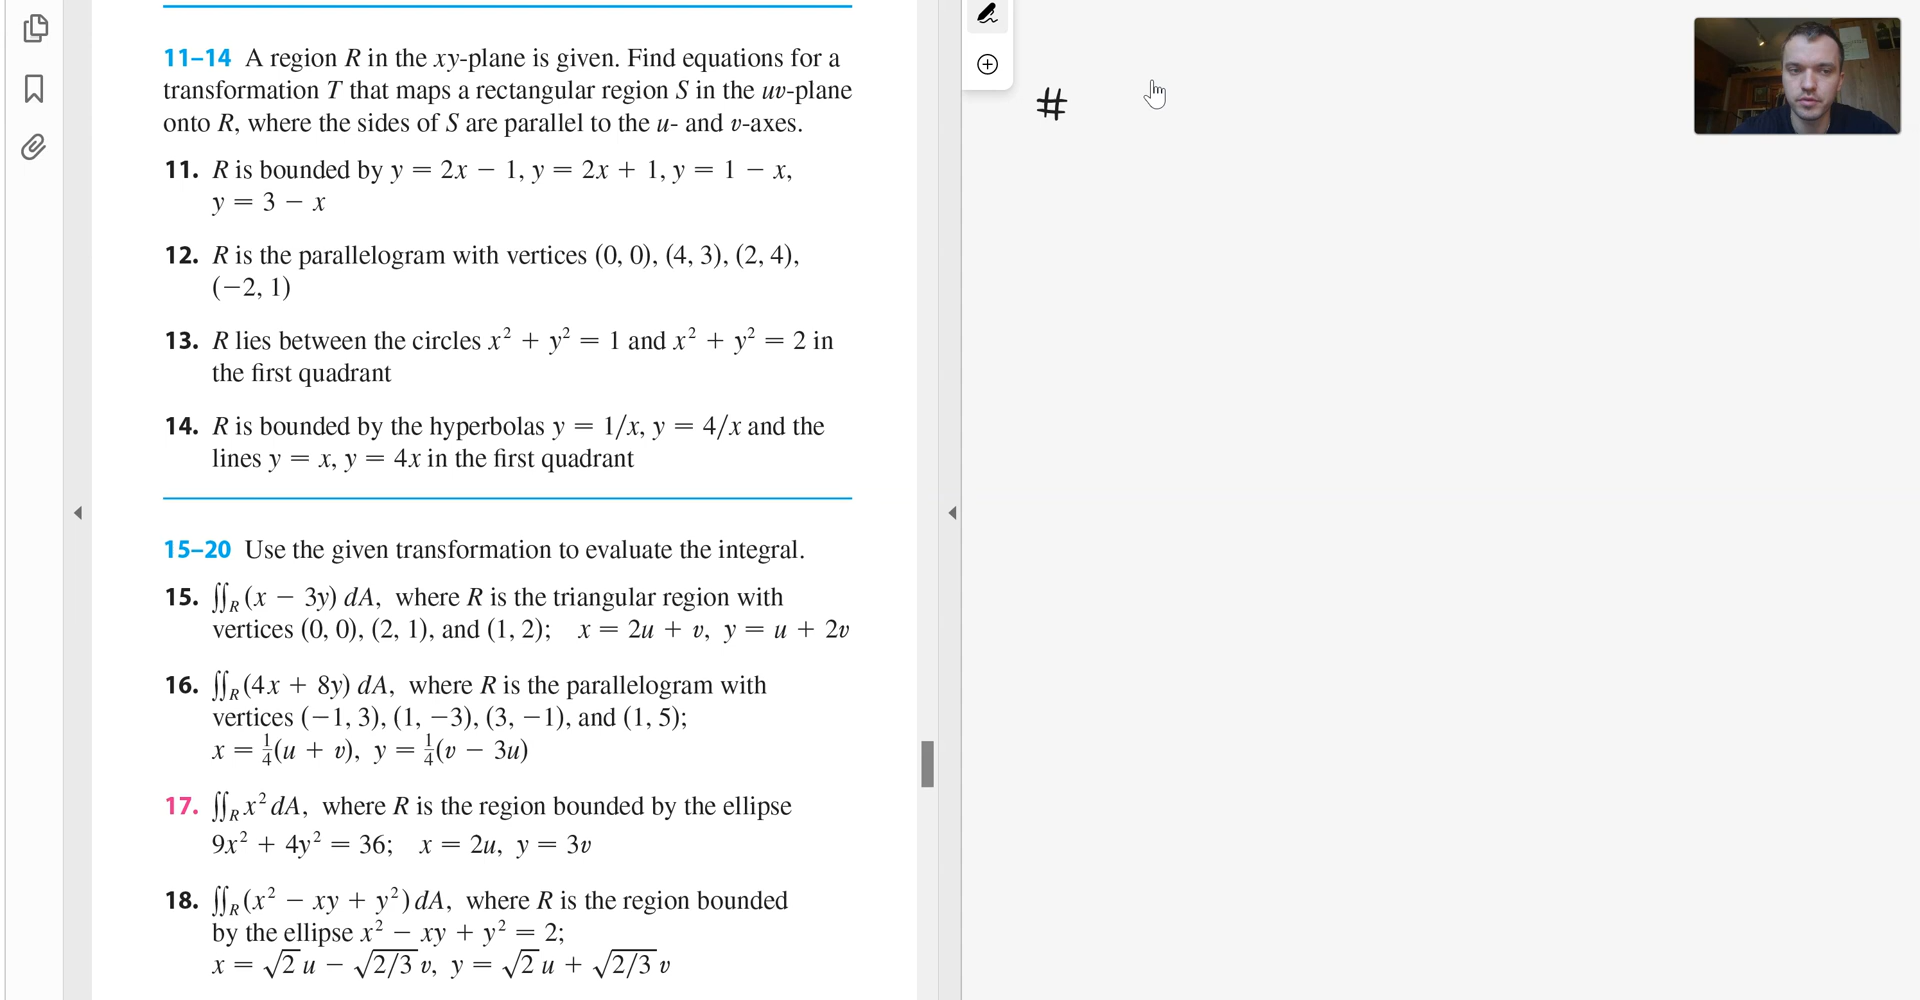 11–14 A region R in the xy-plane is given. Find equations for a
transformation T that maps a rectangular region S in the uv-plane
onto R, where the sides of S are parallel to the u- and v-axes.
11. R is bounded by y = 2x − 1, y = 2x + 1, y = 1 − x,
y = 3 − x
12. R is the parallelogram with vertices (0, 0), (4, 3), (2, 4),
(−2, 1)
13. R lies between the circles x² + y² = 1 and x² + y² = 2 in
the first quadrant
14. R is bounded by the hyperbolas y = 1/x, y = 4/x and the
lines y = x, y = 4x in the first quadrant
15–20 Use the given transformation to evaluate the integral.
15. ∬_R (x − 3y) dA, where R is the triangular region with
vertices (0, 0), (2, 1), and (1, 2); x = 2u + v, y = u + 2v
16. ∬_R (4x + 8y) dA, where R is the parallelogram with
vertices (−1, 3), (1, −3), (3, −1), and (1, 5);
x = ¼(u + v), y = ¼(v − 3u)
17. ∬_R x² dA, where R is the region bounded by the ellipse
9x² + 4y² = 36; x = 2u, y = 3v
18. ∬_R (x² − xy + y²) dA, where R is the region bounded
by the ellipse x² − xy + y² = 2;
x = √2 u − √(2/3) v, y = √2 u + √(2/3) v
#